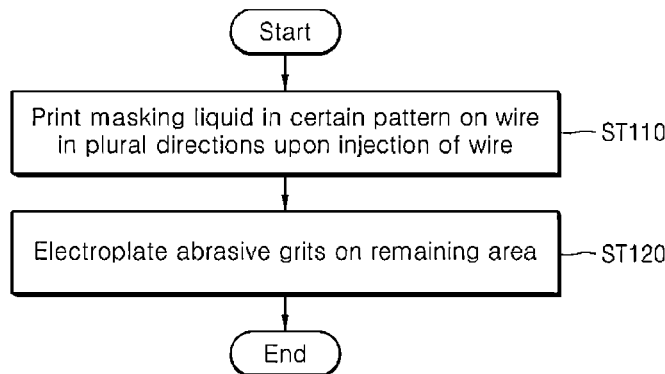 Start
Print masking liquid in certain pattern on wire
in plural directions upon injection of wire
ST110
Electroplate abrasive grits on remaining area
ST120
End